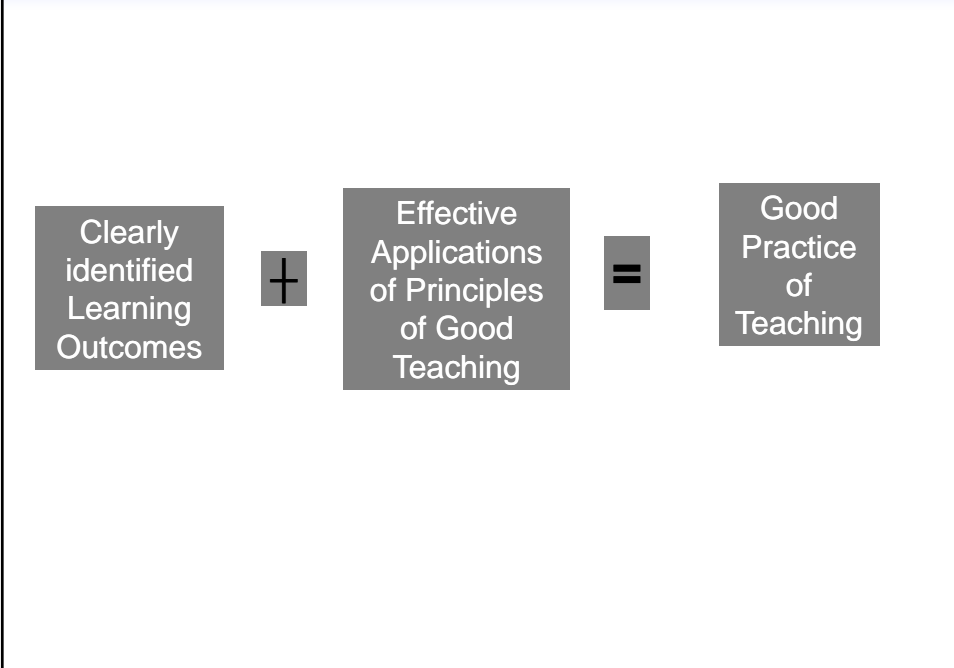 Clearly
identified
Learning
Outcomes
+
Effective
Applications
of Principles
of Good
Teaching
=
Good
Practice
of
Teaching